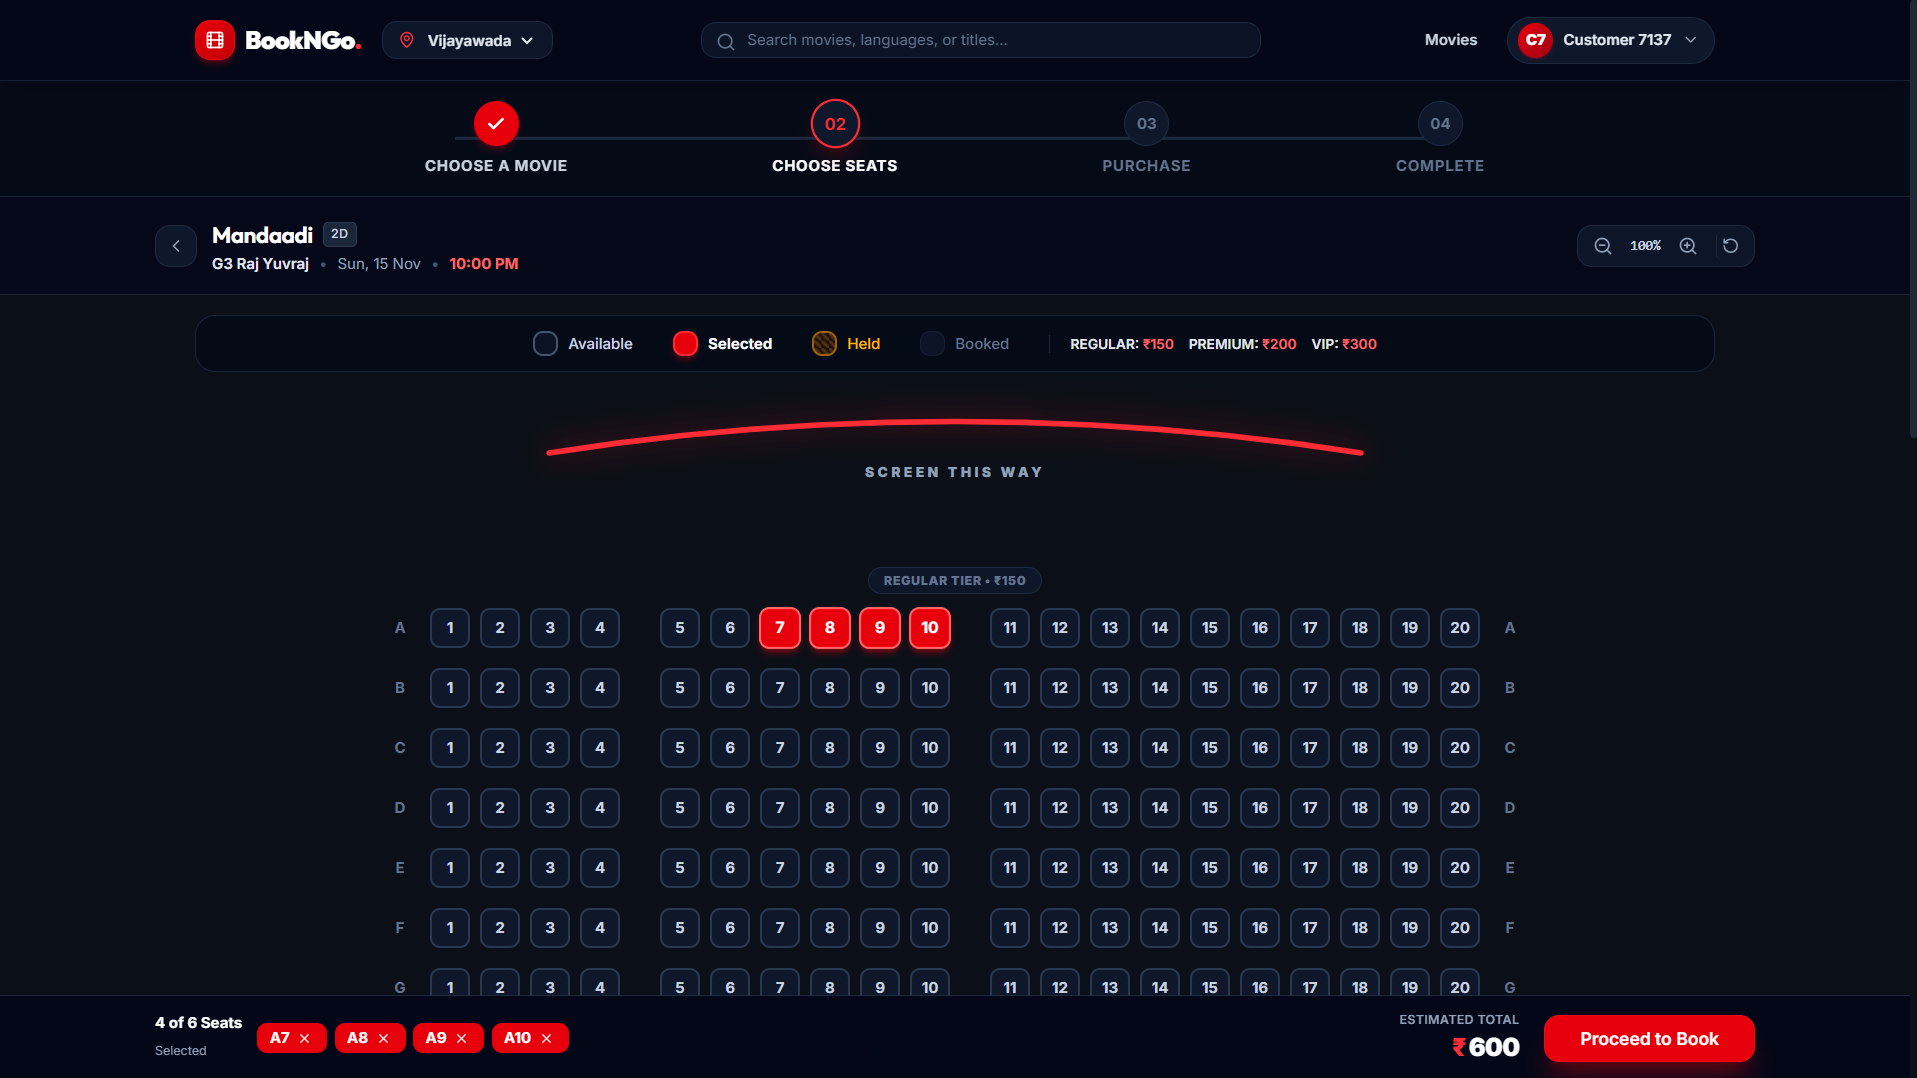 BookNGo.
Vijayawada
Search movies, languages, or titles...
Movies
C7 Customer 7137
02 03 04
CHOOSE A MOVIE CHOOSE SEATS PURCHASE COMPLETE
Mandaadi 2D
G3 Raj Yuvraj • Sun, 15 Nov • 10:00 PM
100%
Available Selected Held Booked REGULAR: ₹150 PREMIUM: ₹200 VIP: ₹300
SCREEN THIS WAY
REGULAR TIER • ₹150
A 1 2 3 4 5 6 7 8 9 10 11 12 13 14 15 16 17 18 19 20 A
B 1 2 3 4 5 6 7 8 9 10 11 12 13 14 15 16 17 18 19 20 B
C 1 2 3 4 5 6 7 8 9 10 11 12 13 14 15 16 17 18 19 20 C
D 1 2 3 4 5 6 7 8 9 10 11 12 13 14 15 16 17 18 19 20 D
E 1 2 3 4 5 6 7 8 9 10 11 12 13 14 15 16 17 18 19 20 E
F 1 2 3 4 5 6 7 8 9 10 11 12 13 14 15 16 17 18 19 20 F
G 1 2 3 4 5 6 7 8 9 10 11 12 13 14 15 16 17 18 19 20 G
4 of 6 Seats
Selected
A7 × A8 × A9 × A10 ×
ESTIMATED TOTAL
₹600
Proceed to Book